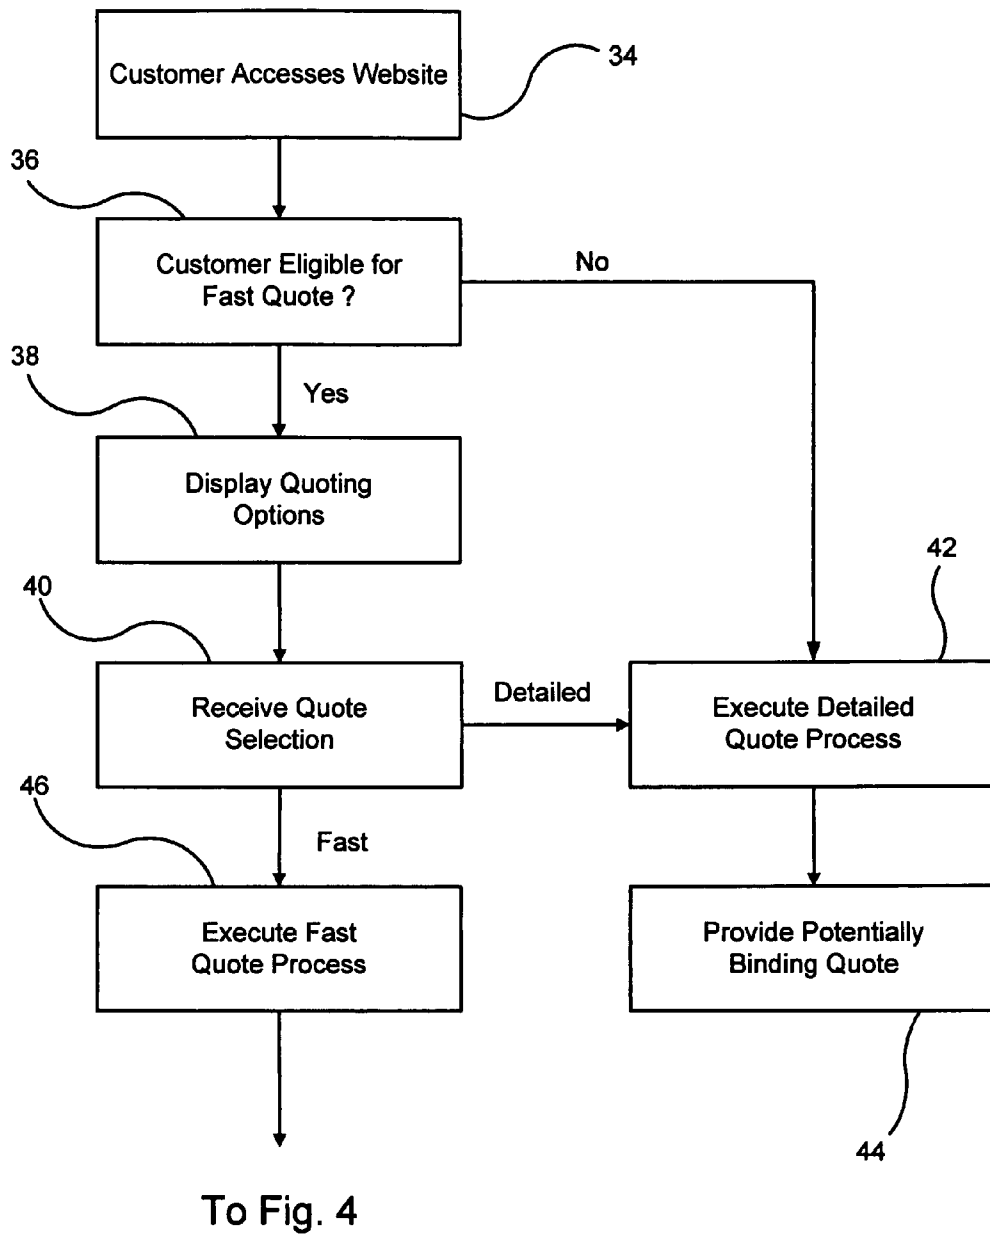 Customer Accesses Website
34
36
Customer Eligible for
Fast Quote ?
No
38
Yes
Display Quoting
Options
42
40
Receive Quote
Selection
Detailed
Execute Detailed
Quote Process
46
Fast
Execute Fast
Quote Process
Provide Potentially
Binding Quote
44
To Fig. 4